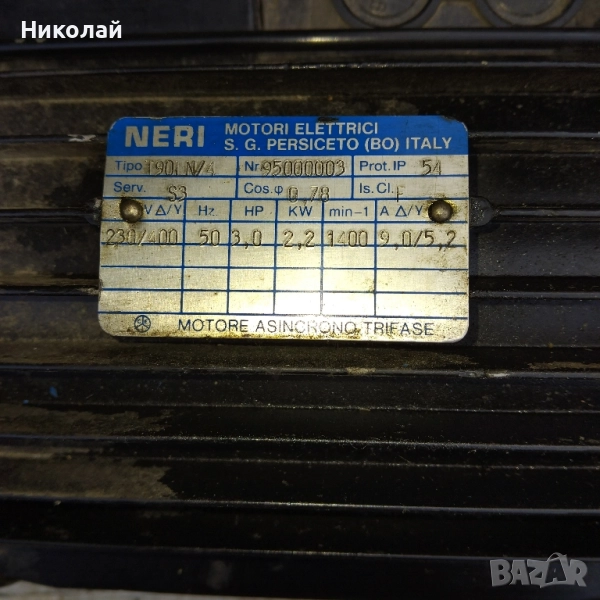 Николай
NERI MOTORI ELETTRICI
S. G. PERSICETO (BO) ITALY
Tipo Nr. 95000003 Prot. IP 54
Serv. S3 Cos.φ 0,78 Is. Cl. F
V Δ/Y Hz. HP KW min-1 A Δ/Y
230/400 50 3,0 2,2 1400 9,0/5,2
MOTORE ASINCRONO TRIFASE
BAZAR